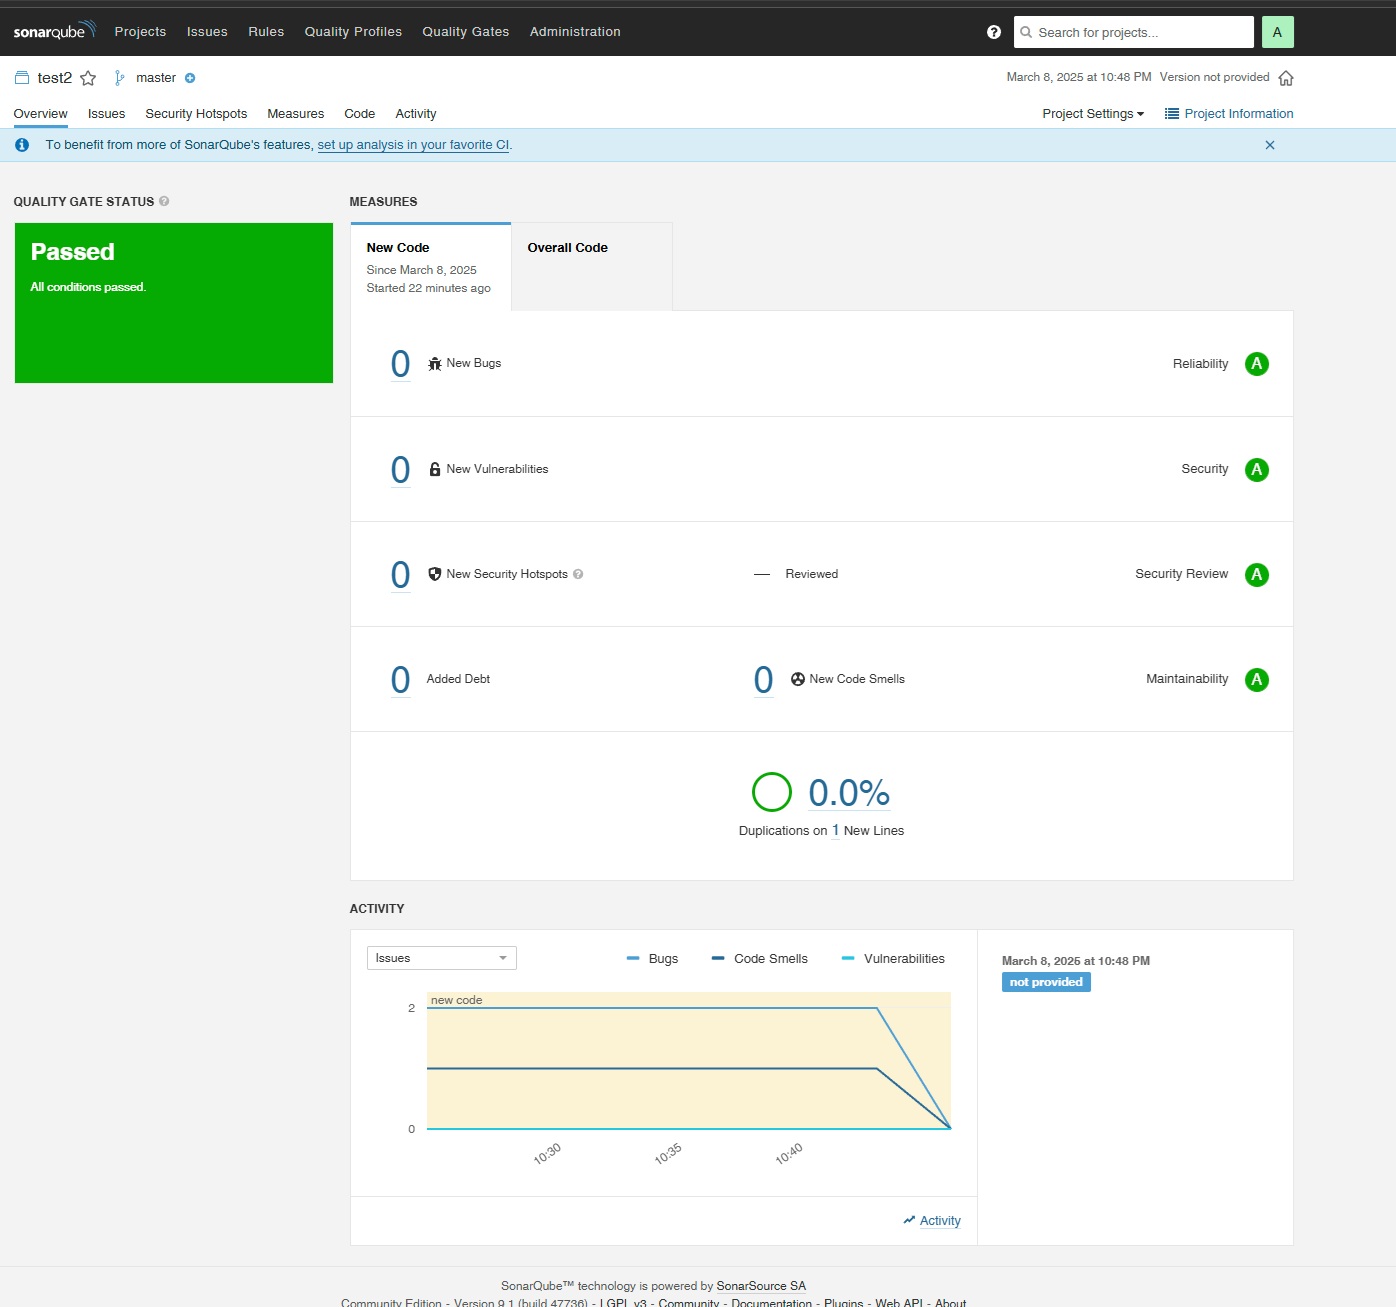 sonarqube Projects Issues Rules Quality Profiles Quality Gates Administration ? Search for projects... A
test2 master March 8, 2025 at 10:48 PM Version not provided
Overview Issues Security Hotspots Measures Code Activity Project Settings Project Information
To benefit from more of SonarQube's features, set up analysis in your favorite CI.
QUALITY GATE STATUS ?
Passed
All conditions passed.
MEASURES
New Code
Since March 8, 2025
Started 22 minutes ago
Overall Code
0 New Bugs Reliability A
0 New Vulnerabilities Security A
0 New Security Hotspots ? — Reviewed Security Review A
0 Added Debt 0 New Code Smells Maintainability A
0.0%
Duplications on 1 New Lines
ACTIVITY
Issues Bugs Code Smells Vulnerabilities
new code
2
0
10:30 10:35 10:40
Activity
March 8, 2025 at 10:48 PM
not provided
SonarQube™ technology is powered by SonarSource SA
Community Edition - Version 9.1 (build 47736) - LGPL v3 - Community - Documentation - Plugins - Web API - About